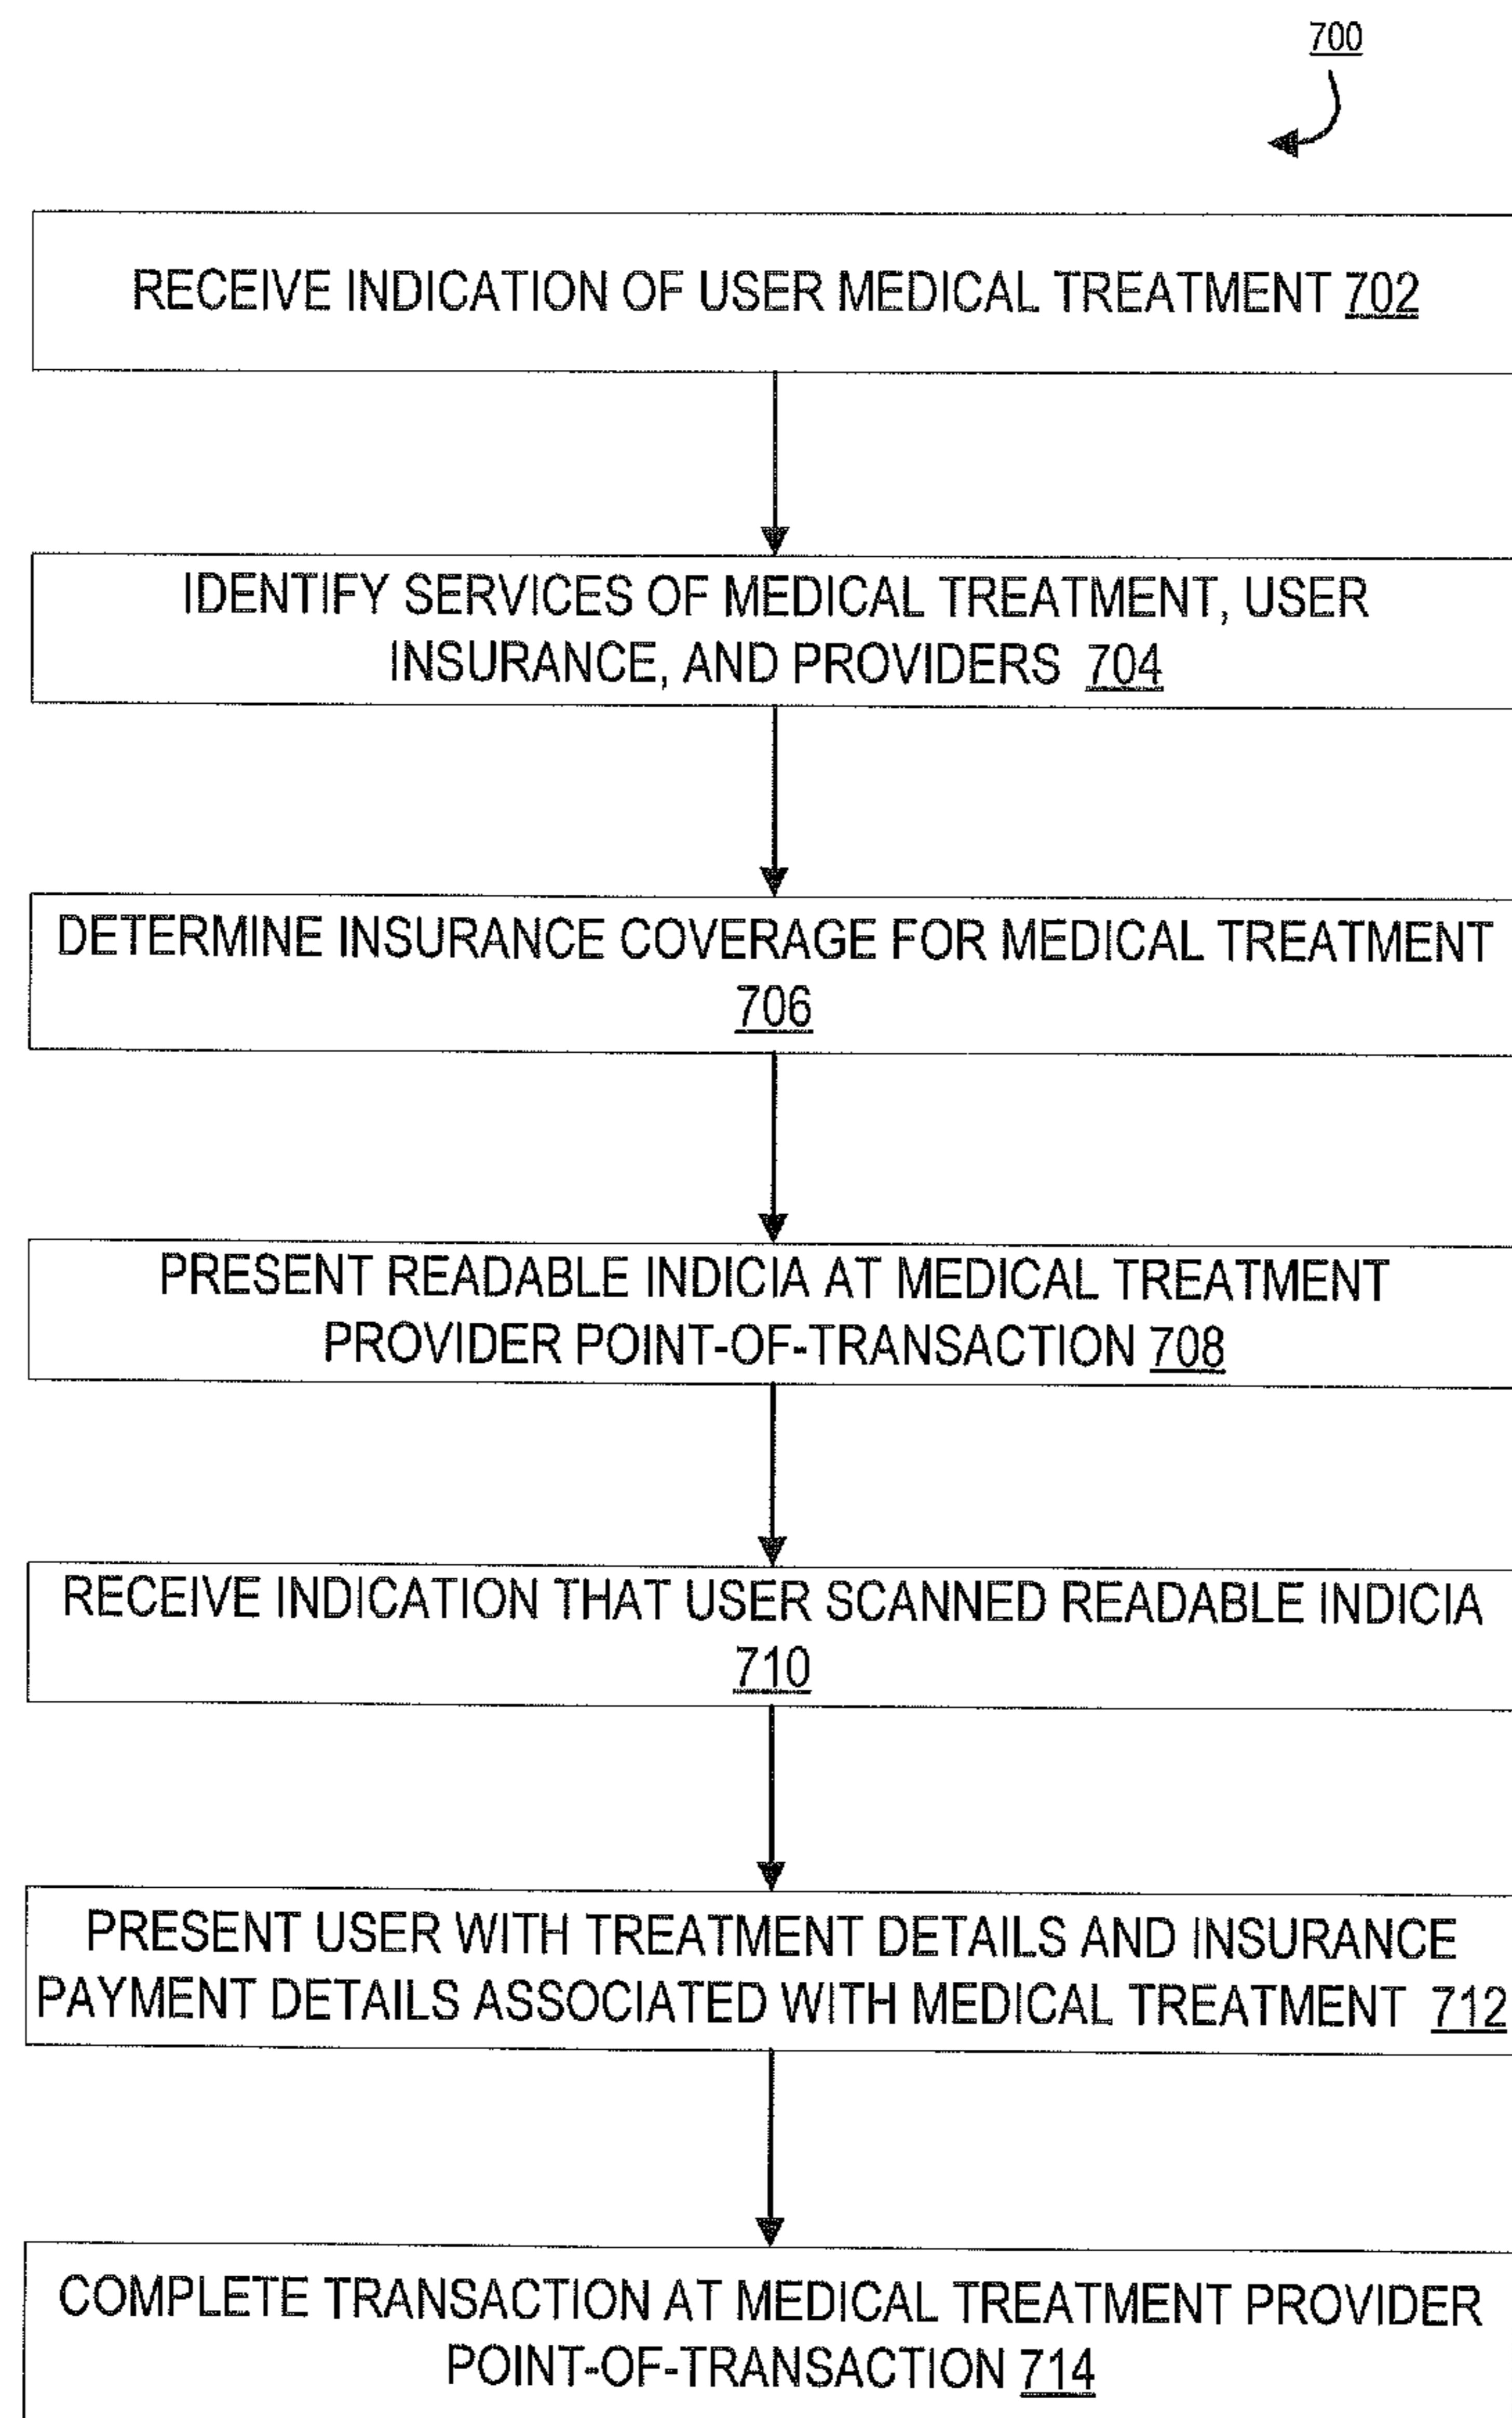 700
RECEIVE INDICATION OF USER MEDICAL TREATMENT 702
IDENTIFY SERVICES OF MEDICAL TREATMENT, USER
INSURANCE, AND PROVIDERS 704
DETERMINE INSURANCE COVERAGE FOR MEDICAL TREATMENT
706
PRESENT READABLE INDICIA AT MEDICAL TREATMENT
PROVIDER POINT-OF-TRANSACTION 708
RECEIVE INDICATION THAT USER SCANNED READABLE INDICIA
710
PRESENT USER WITH TREATMENT DETAILS AND INSURANCE
PAYMENT DETAILS ASSOCIATED WITH MEDICAL TREATMENT 712
COMPLETE TRANSACTION AT MEDICAL TREATMENT PROVIDER
POINT-OF-TRANSACTION 714